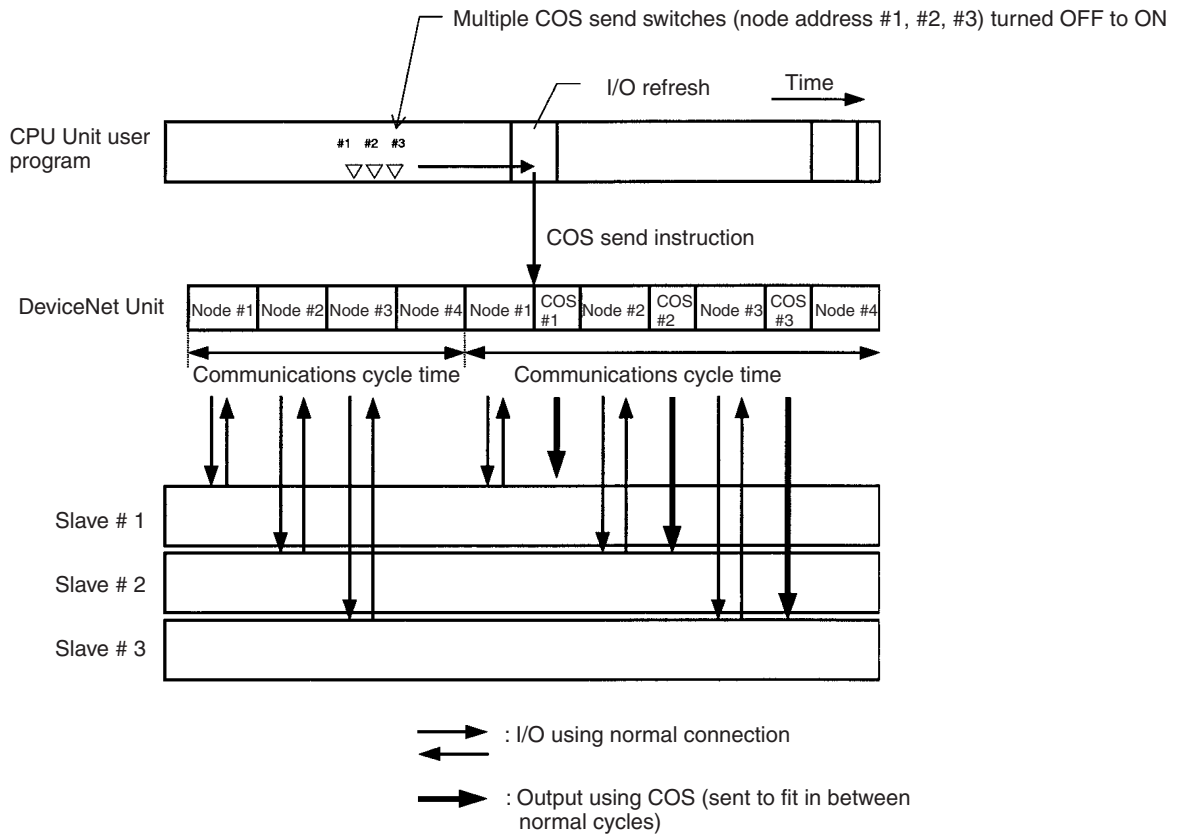 Multiple COS send switches (node address #1, #2, #3) turned OFF to ON
I/O refresh
Time
CPU Unit user
program
#1 #2 #3
COS send instruction
DeviceNet Unit
Node #1 Node #2 Node #3 Node #4 Node #1 COS #1 Node #2 COS #2 Node #3 COS #3 Node #4
Communications cycle time Communications cycle time
Slave # 1
Slave # 2
Slave # 3
: I/O using normal connection
: Output using COS (sent to fit in between
normal cycles)